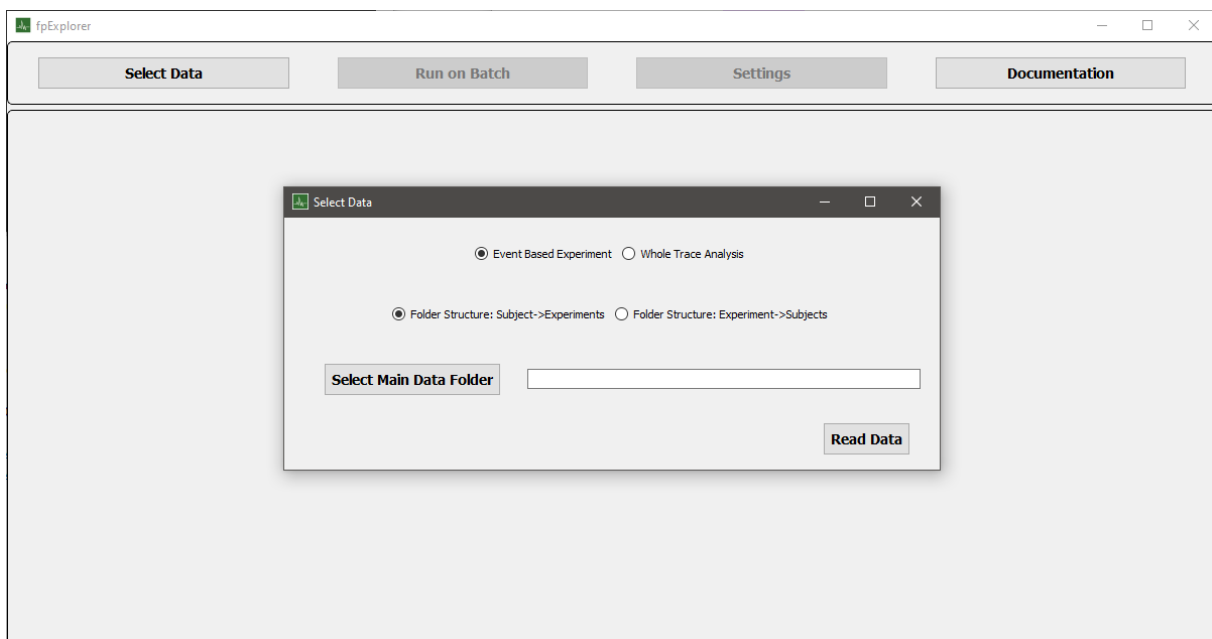 fpExplorer
Select Data Run on Batch Settings Documentation
Select Data
Event Based Experiment Whole Trace Analysis
Folder Structure: Subject->Experiments Folder Structure: Experiment->Subjects
Select Main Data Folder
Read Data